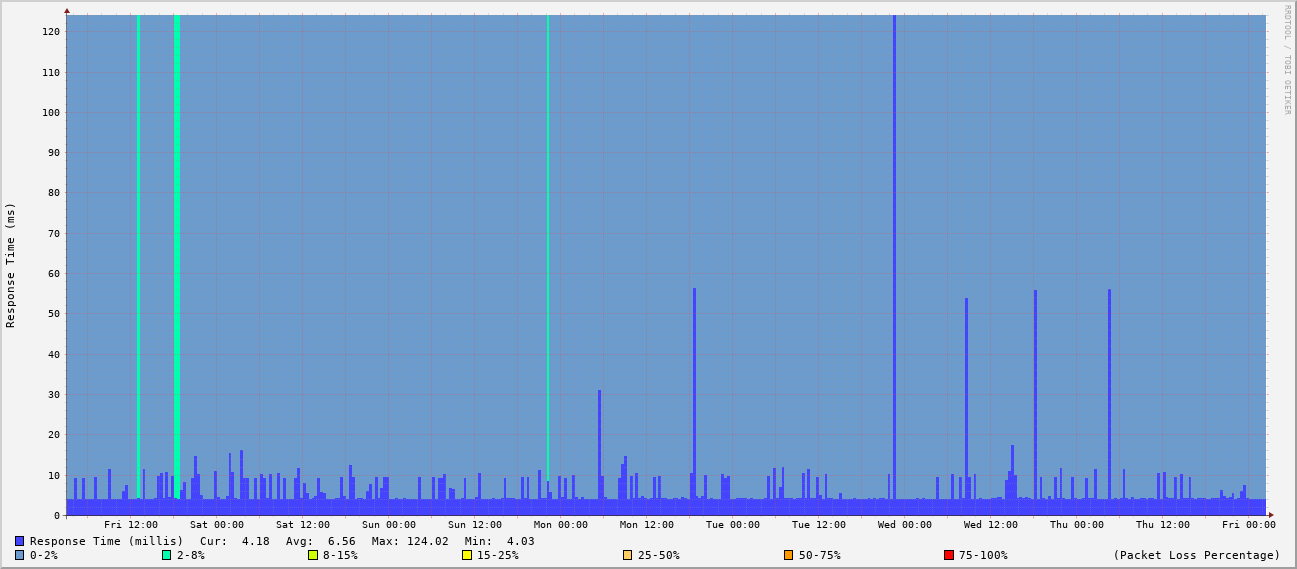 RRDTOOL / TOBI OETIKER
Response Time (ms)
120
110
100
90
80
70
60
50
40
30
20
10
0
Fri 12:00 Sat 00:00 Sat 12:00 Sun 00:00 Sun 12:00 Mon 00:00 Mon 12:00 Tue 00:00 Tue 12:00 Wed 00:00 Wed 12:00 Thu 00:00 Thu 12:00 Fri 00:00
Response Time (millis) Cur: 4.18 Avg: 6.56 Max: 124.02 Min: 4.03
0-2% 2-8% 8-15% 15-25% 25-50% 50-75% 75-100% (Packet Loss Percentage)